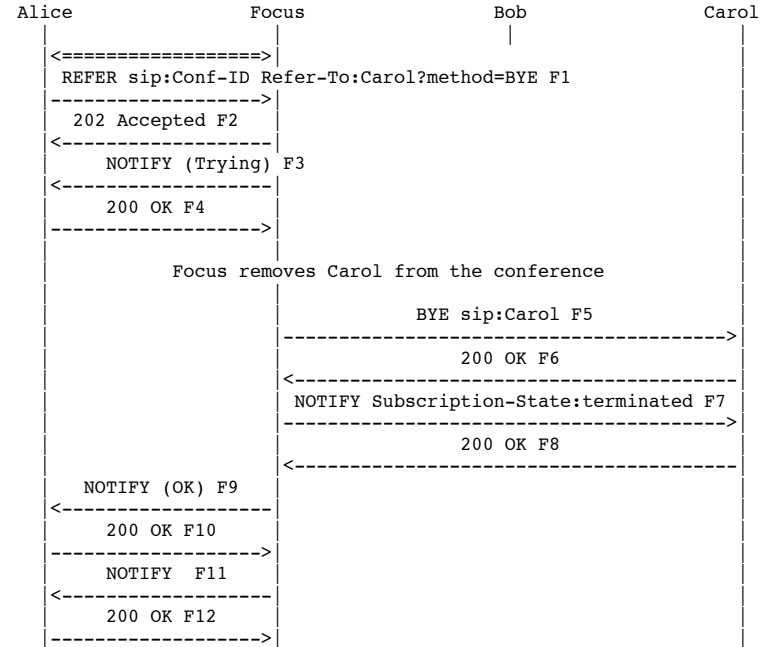 Alice Focus Bob Carol
<==================>
REFER sip:Conf-ID Refer-To:Carol?method=BYE F1
------------------->
202 Accepted F2
<-------------------
NOTIFY (Trying) F3
<-------------------
200 OK F4
------------------->
Focus removes Carol from the conference
BYE sip:Carol F5
---------------------------------------->
200 OK F6
<----------------------------------------
NOTIFY Subscription-State:terminated F7
---------------------------------------->
200 OK F8
<----------------------------------------
NOTIFY (OK) F9
<-------------------
200 OK F10
------------------->
NOTIFY F11
<-------------------
200 OK F12
------------------->